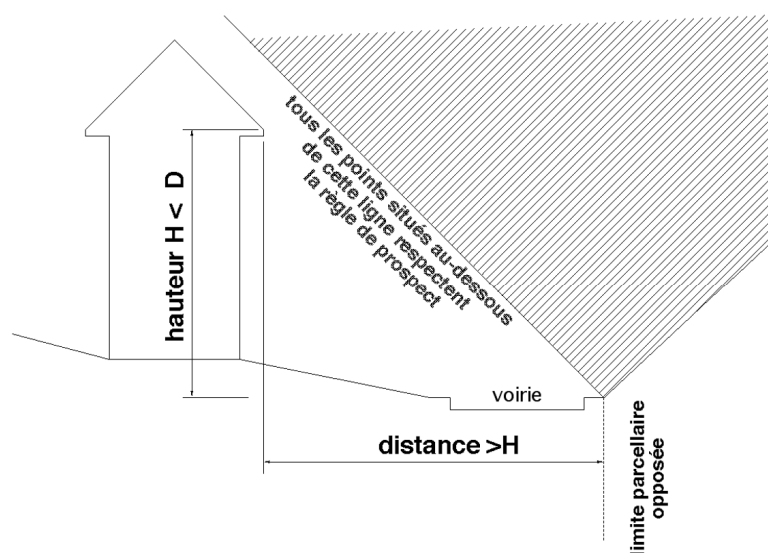 tous les points situés au-dessous
de cette ligne respectent
la règle de prospect
hauteur H < D
voirie
distance >H
limite parcellaire
opposée